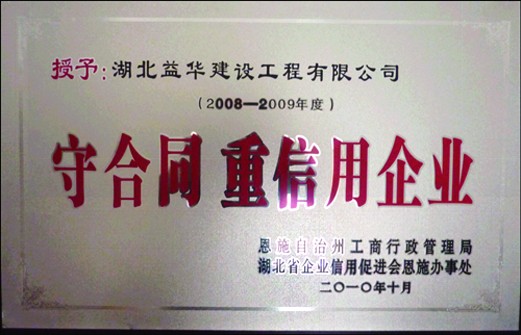 授予:湖北益华建设工程有限公司
(2008—2009年度)
守合同 重信用企业
恩施自治州工商行政管理局
湖北省企业信用促进会恩施办事处
二〇一〇年十月